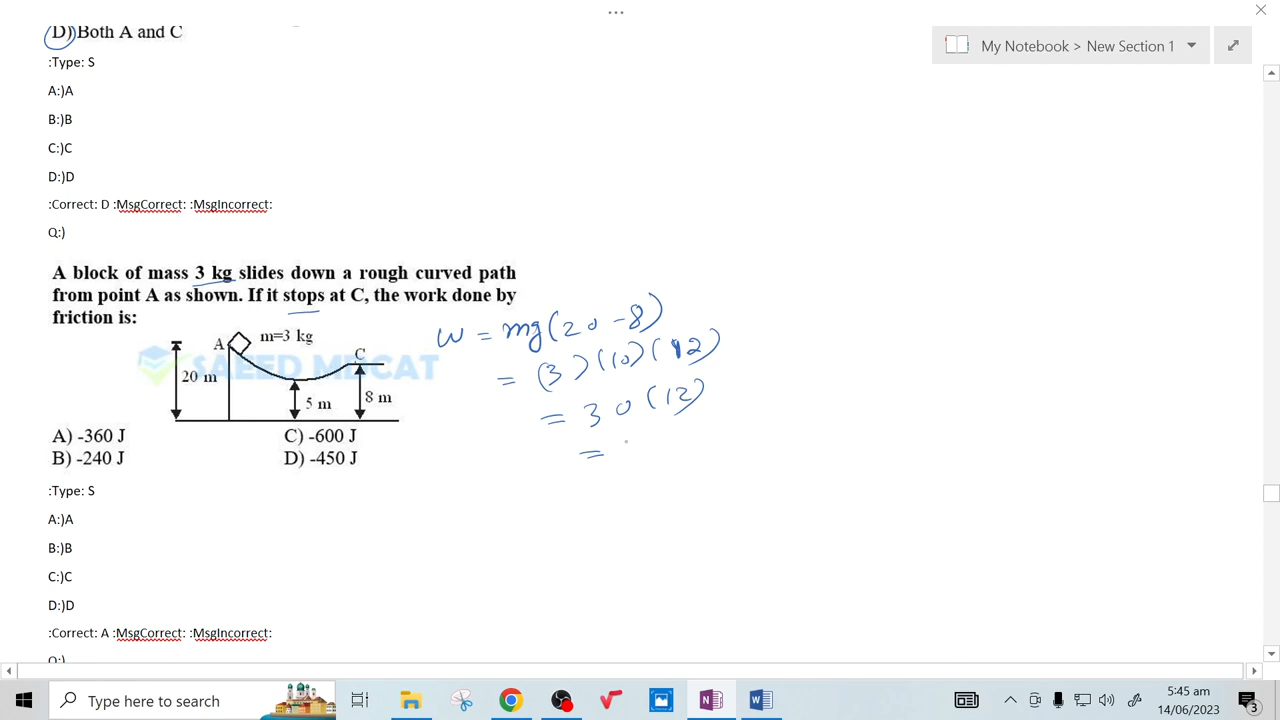 D) Both A and C
My Notebook > New Section 1
:Type: S
A:)A
B:)B
C:)C
D:)D
:Correct: D :MsgCorrect: :MsgIncorrect:
Q:)
A block of mass 3 kg slides down a rough curved path
from point A as shown. If it stops at C, the work done by
friction is:
A
m=3 kg
C
SAEED MECAT
20 m
5 m
8 m
W = mg(20-8)
= (3)(10)(12)
= 30(12)
=
A) -360 J
C) -600 J
B) -240 J
D) -450 J
:Type: S
A:)A
B:)B
C:)C
D:)D
:Correct: A :MsgCorrect: :MsgIncorrect:
Q:)
Type here to search
5:45 am
14/06/2023
3